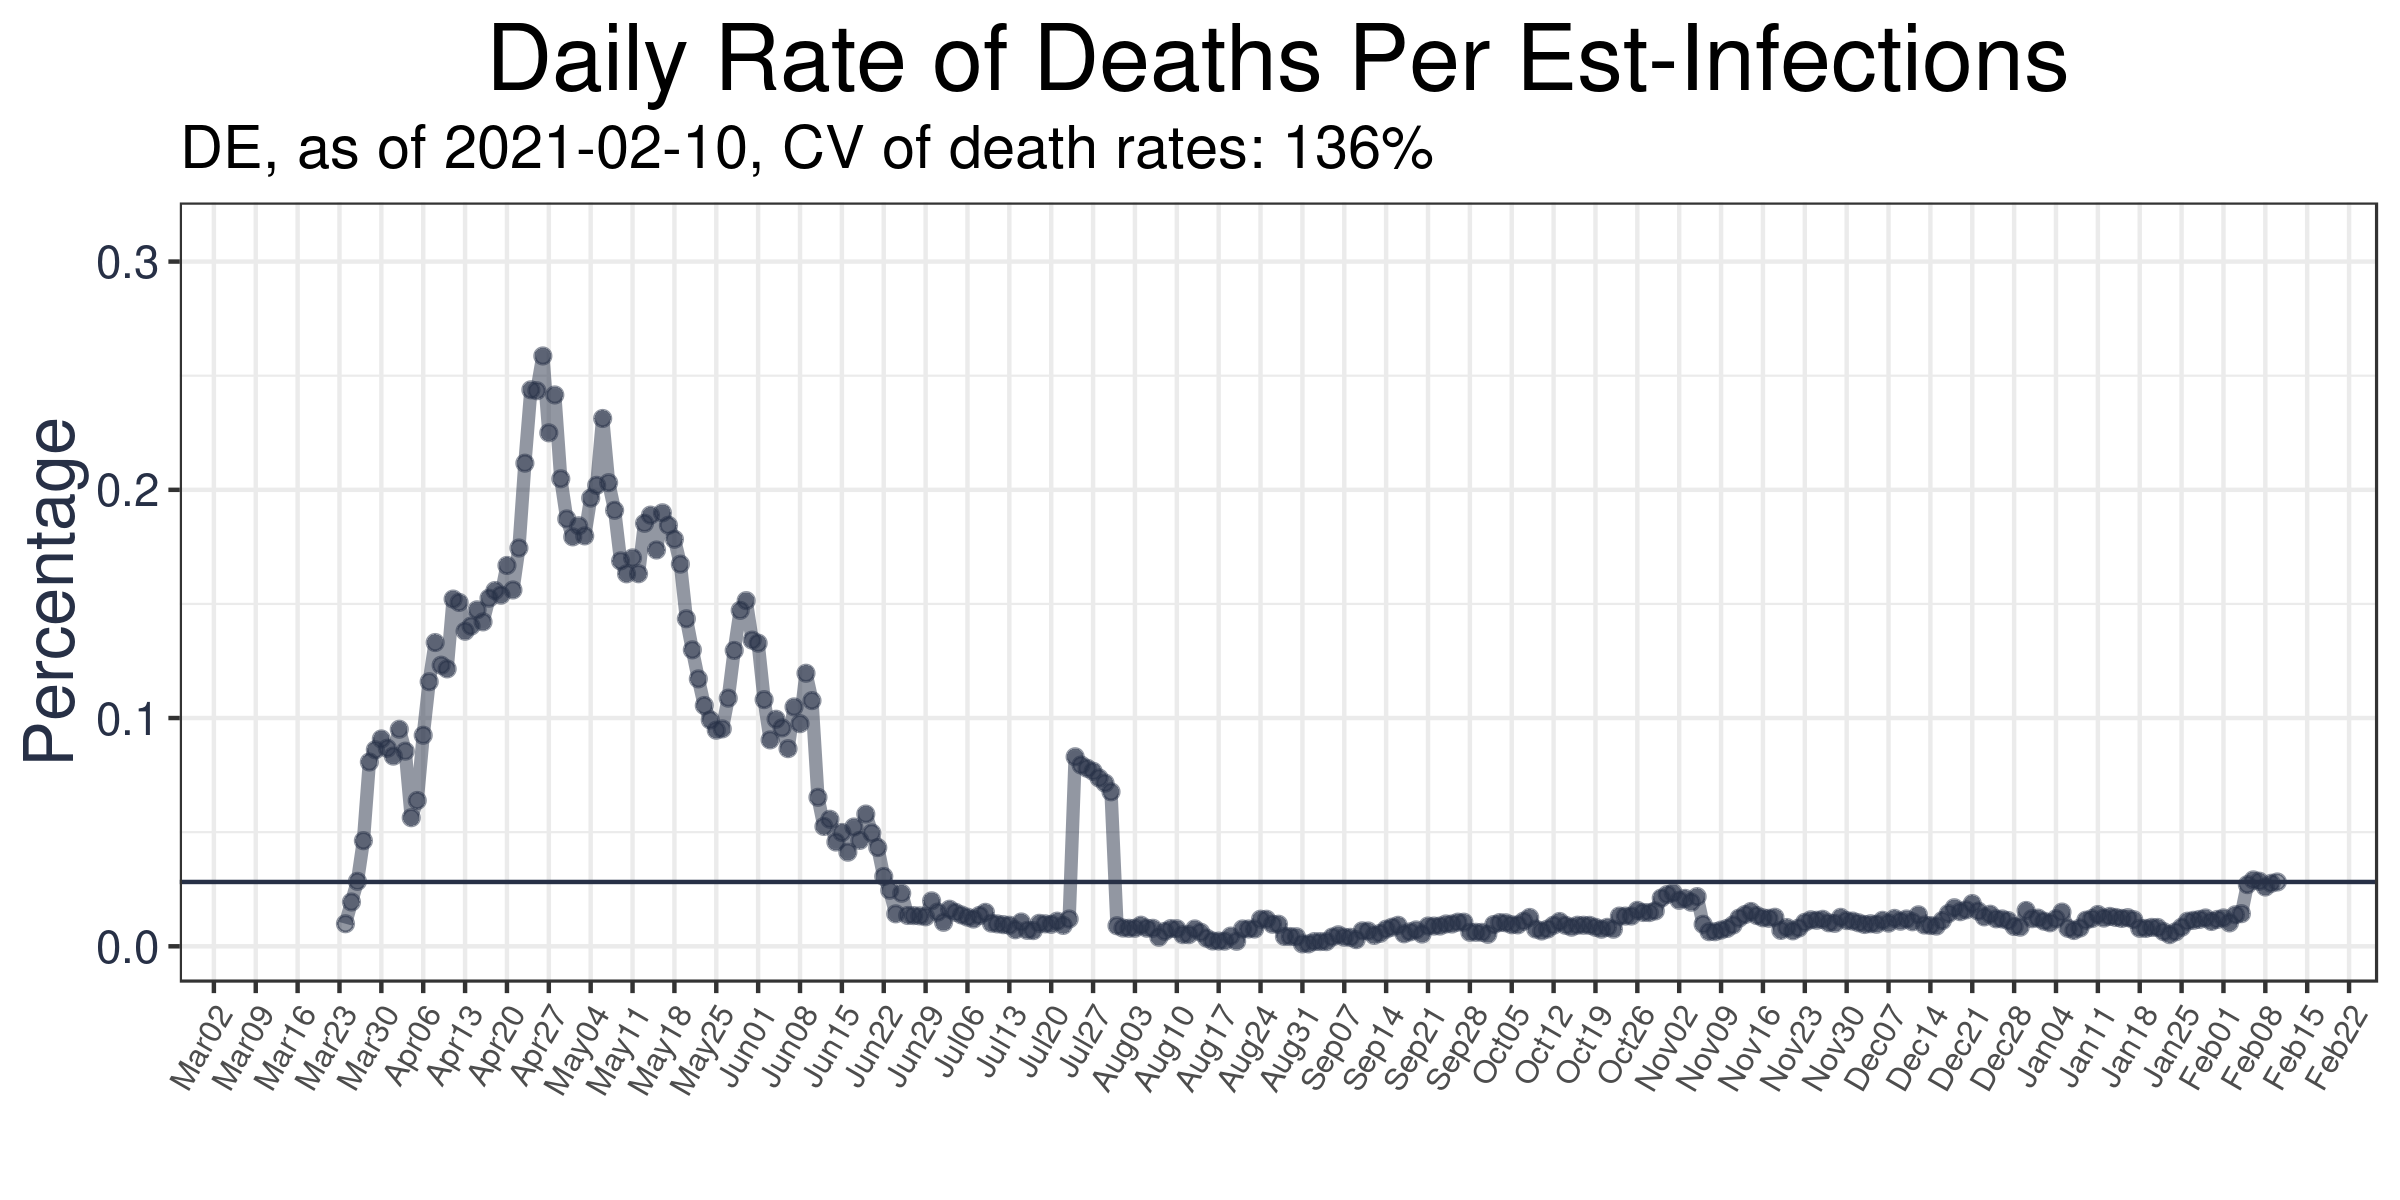 Daily Rate of Deaths Per Est-Infections
DE, as of 2021-02-10, CV of death rates: 136%
Percentage
0.3
0.2
0.1
0.0
Mar02 Mar09 Mar16 Mar23 Mar30 Apr06 Apr13 Apr20 Apr27 May04 May11 May18 May25 Jun01 Jun08 Jun15 Jun22 Jun29 Jul06 Jul13 Jul20 Jul27 Aug03 Aug10 Aug17 Aug24 Aug31 Sep07 Sep14 Sep21 Sep28 Oct05 Oct12 Oct19 Oct26 Nov02 Nov09 Nov16 Nov23 Nov30 Dec07 Dec14 Dec21 Dec28 Jan04 Jan11 Jan18 Jan25 Feb01 Feb08 Feb15 Feb22